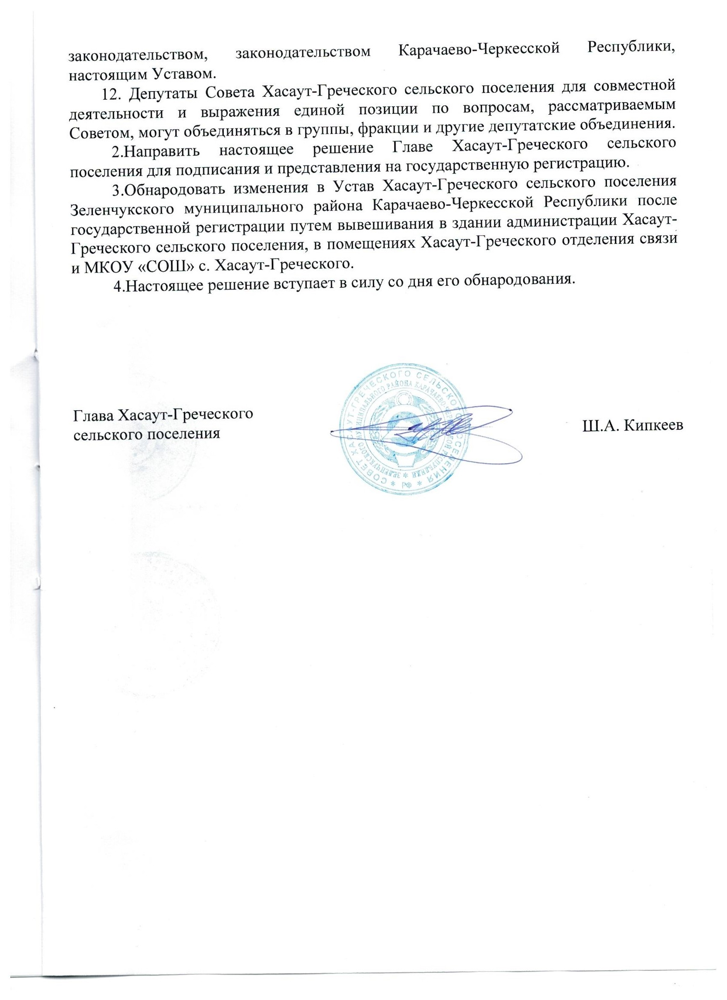 законодательством, законодательством Карачаево-Черкесской Республики,
настоящим Уставом.
12. Депутаты Совета Хасаут-Греческого сельского поселения для совместной
деятельности и выражения единой позиции по вопросам, рассматриваемым
Советом, могут объединяться в группы, фракции и другие депутатские объединения.
2.Направить настоящее решение Главе Хасаут-Греческого сельского
поселения для подписания и представления на государственную регистрацию.
3.Обнародовать изменения в Устав Хасаут-Греческого сельского поселения
Зеленчукского муниципального района Карачаево-Черкесской Республики после
государственной регистрации путем вывешивания в здании администрации Хасаут-
Греческого сельского поселения, в помещениях Хасаут-Греческого отделения связи
и МКОУ «СОШ» с. Хасаут-Греческого.
4.Настоящее решение вступает в силу со дня его обнародования.
Глава Хасаут-Греческого
сельского поселения
Ш.А. Кипкеев
СОВЕТ ХАСАУТ-ГРЕЧЕСКОГО СЕЛЬСКОГО ПОСЕЛЕНИЯ * РФ *
ЗЕЛЕНЧУКСКОГО МУНИЦИПАЛЬНОГО РАЙОНА КАРАЧАЕВО-ЧЕРКЕССКОЙ РЕСПУБЛИКИ *